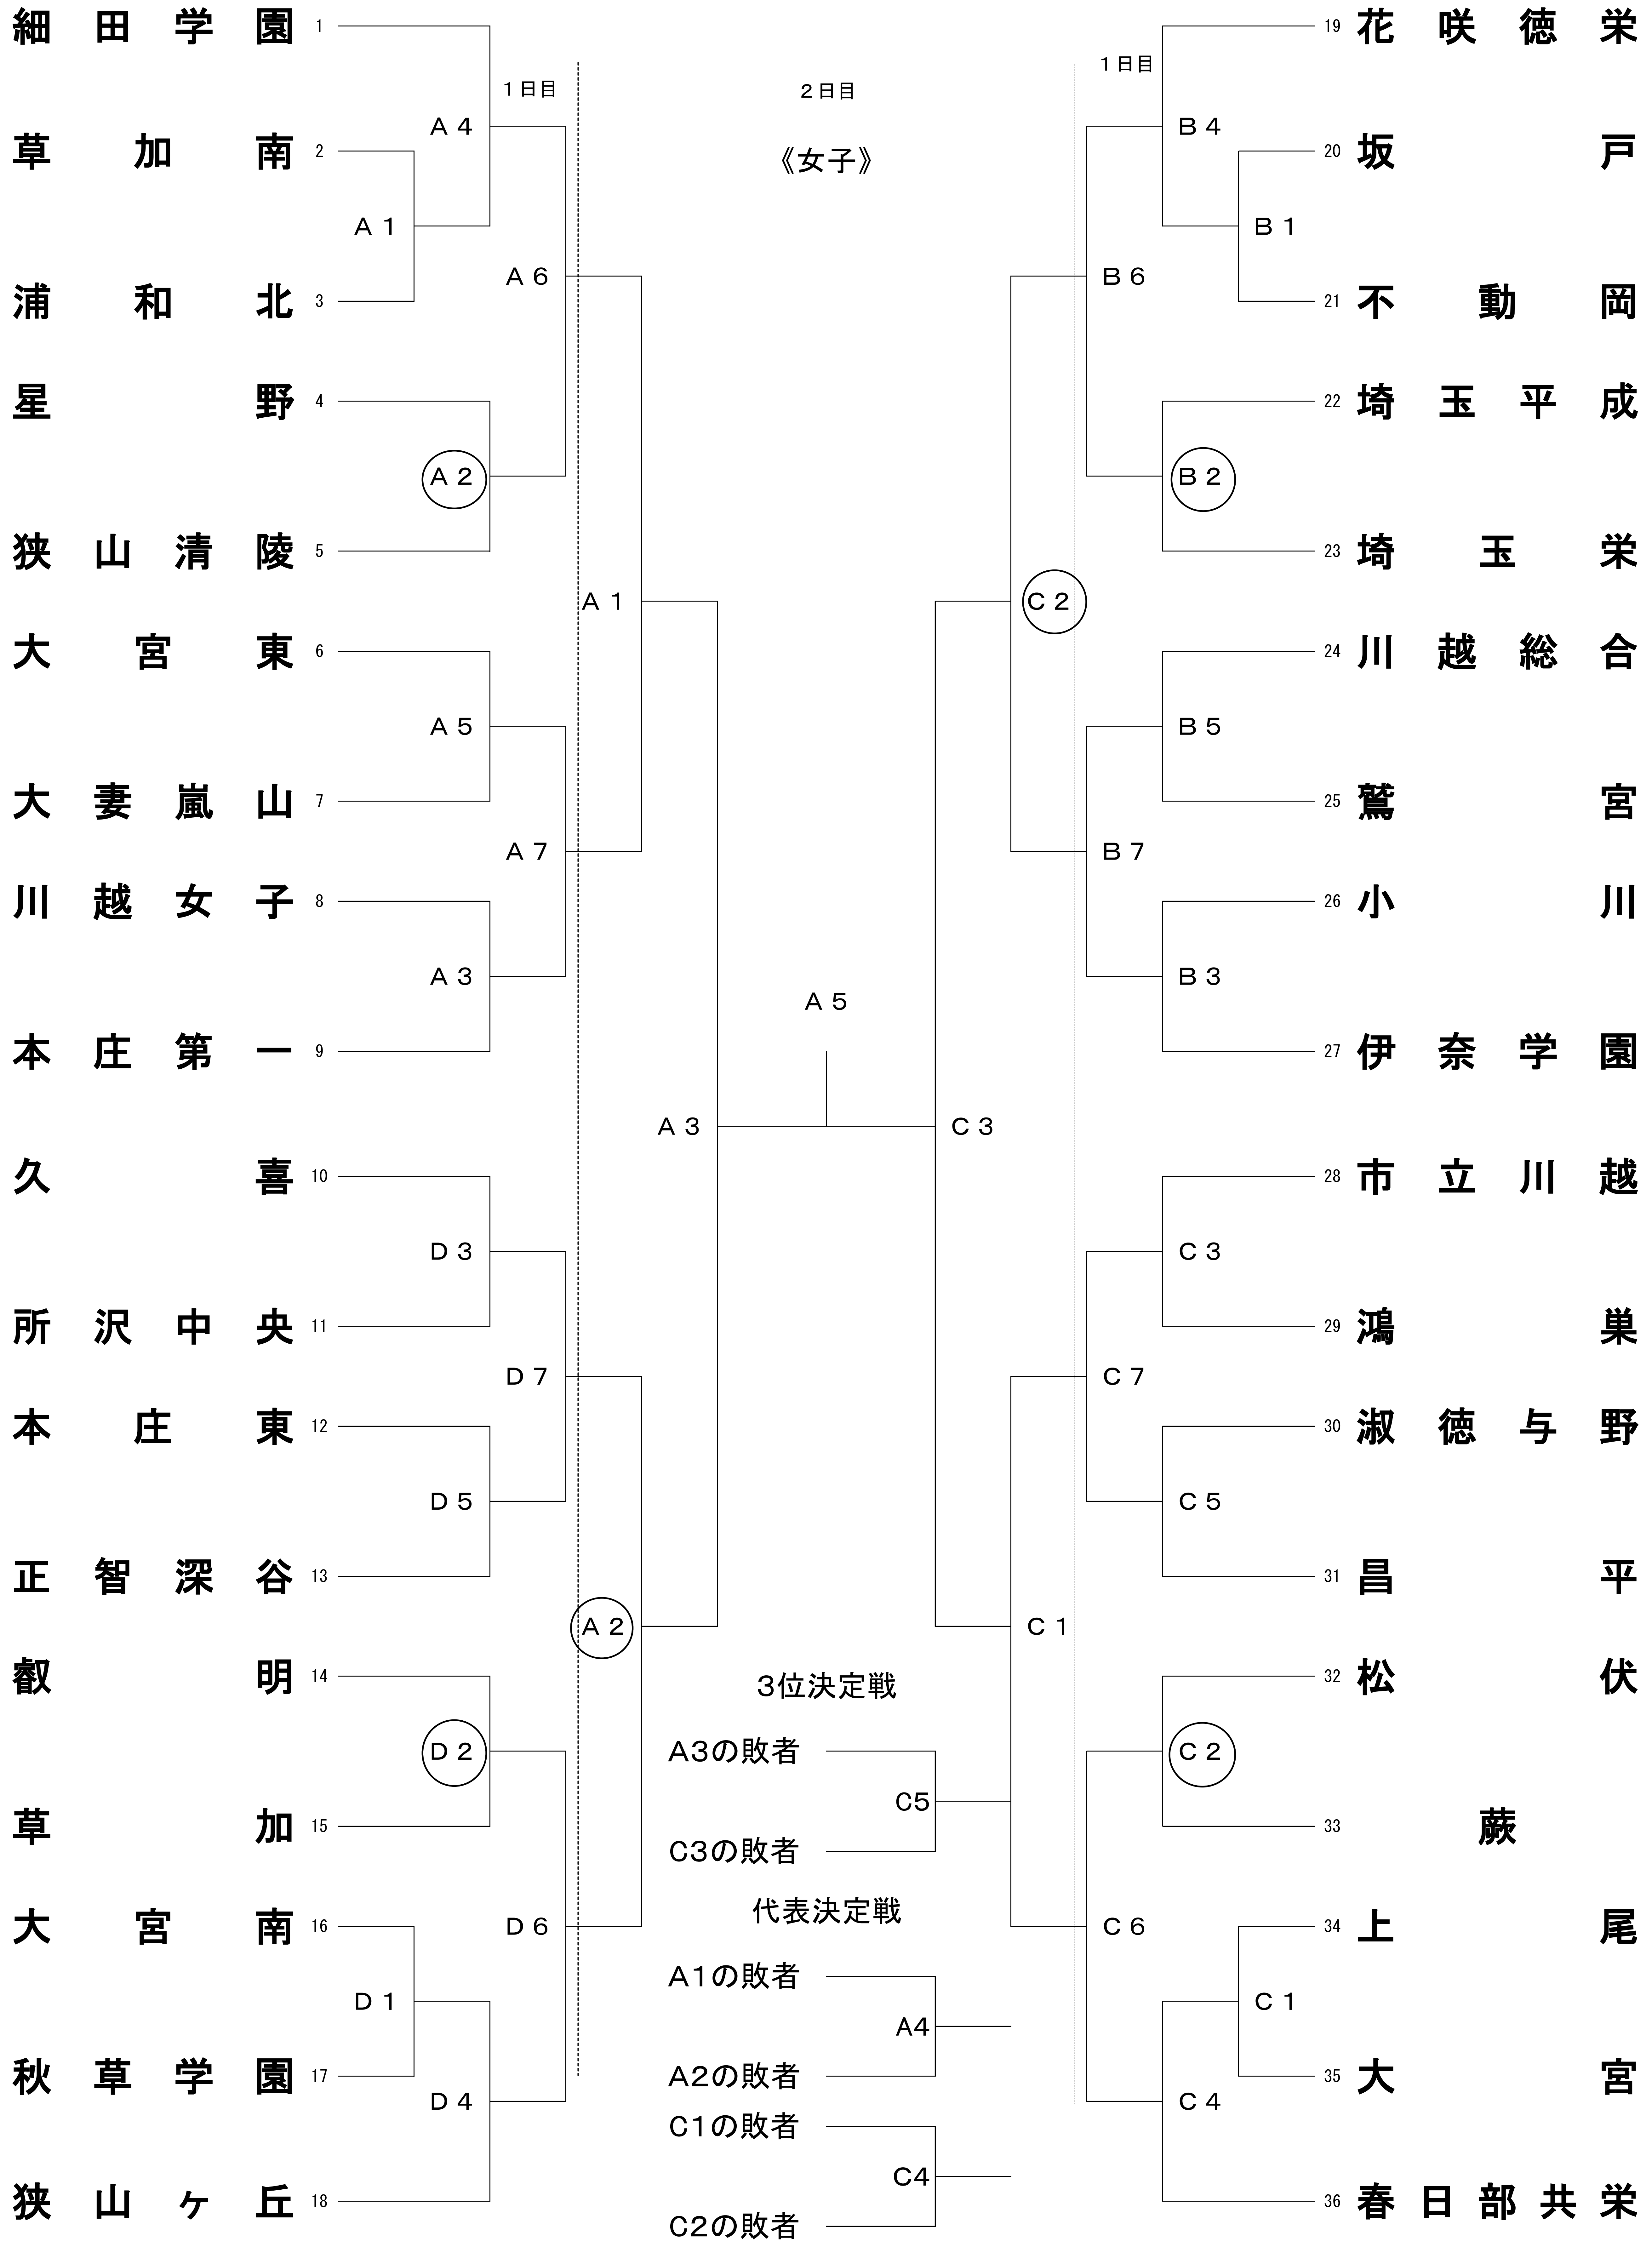 細田学園 1
草加南 2
浦和北 3
星野 4
狭山清陵 5
大宮東 6
大妻嵐山 7
川越女子 8
本庄第一 9
久喜 10
所沢中央 11
本庄東 12
正智深谷 13
叡明 14
草加 15
大宮南 16
秋草学園 17
狭山ヶ丘 18
A1
A4
A2
A5
A3
D3
D5
D2
D1
D4
1日目
A6
A7
D7
D6
A1
A2
A3
2日目
《女子》
A5
3位決定戦
A3の敗者
C5
C3の敗者
代表決定戦
A1の敗者
A4
A2の敗者
C1の敗者
C4
C2の敗者
C3
C2
C1
1日目
B6
B7
C7
C6
B4
B1
B2
B5
B3
C3
C5
C2
C1
C4
19 花咲徳栄
20 坂戸
21 不動岡
22 埼玉平成
23 埼玉栄
24 川越総合
25 鷲宮
26 小川
27 伊奈学園
28 市立川越
29 鴻巣
30 淑徳与野
31 昌平
32 松伏
33 蕨
34 上尾
35 大宮
36 春日部共栄